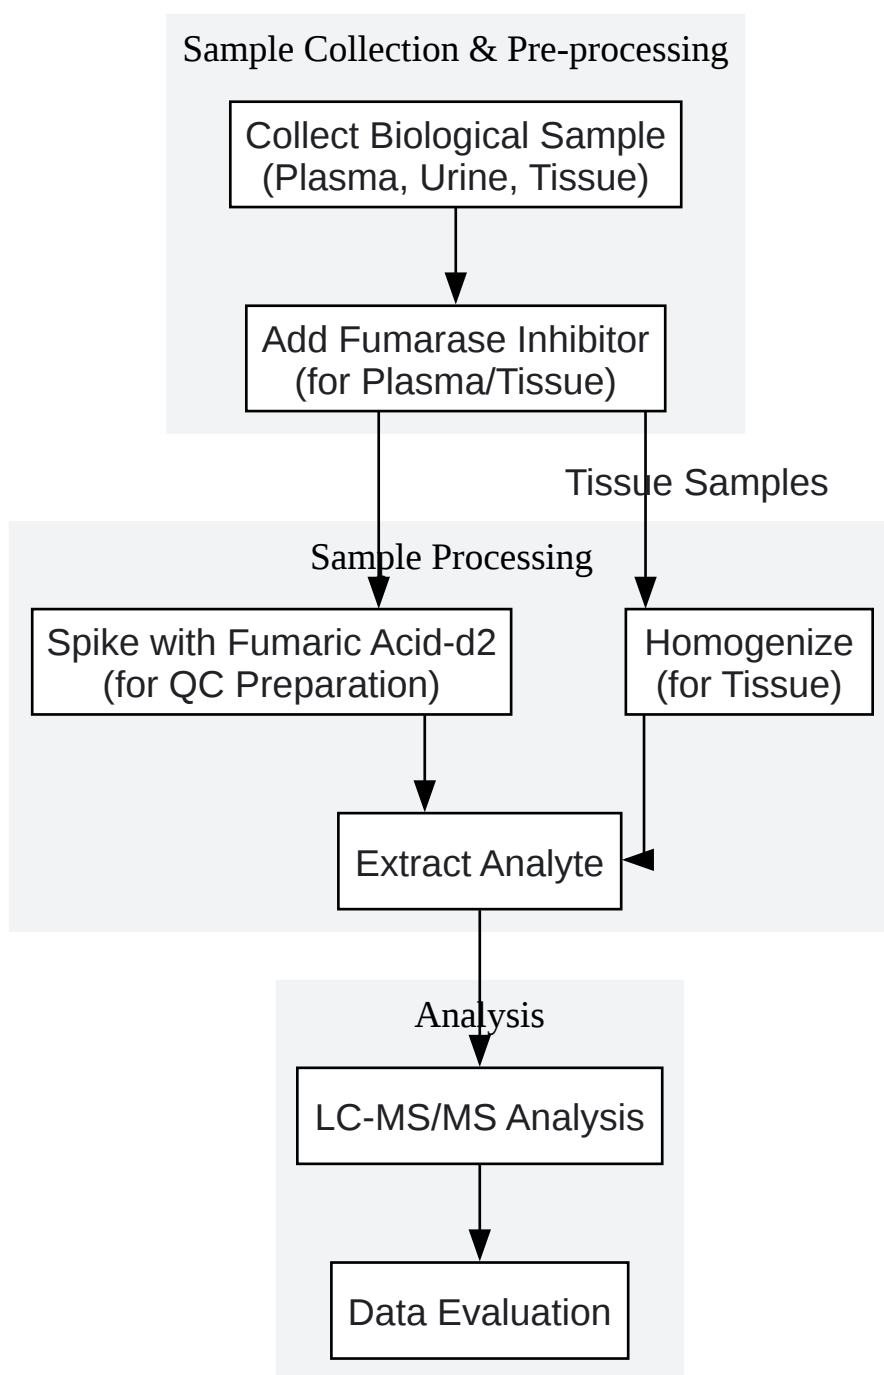 Sample Collection & Pre-processing
Collect Biological Sample
(Plasma, Urine, Tissue)
Add Fumarase Inhibitor
(for Plasma/Tissue)
Tissue Samples
Sample Processing
Spike with Fumaric Acid-d2
(for QC Preparation)
Homogenize
(for Tissue)
Extract Analyte
Analysis
LC-MS/MS Analysis
Data Evaluation